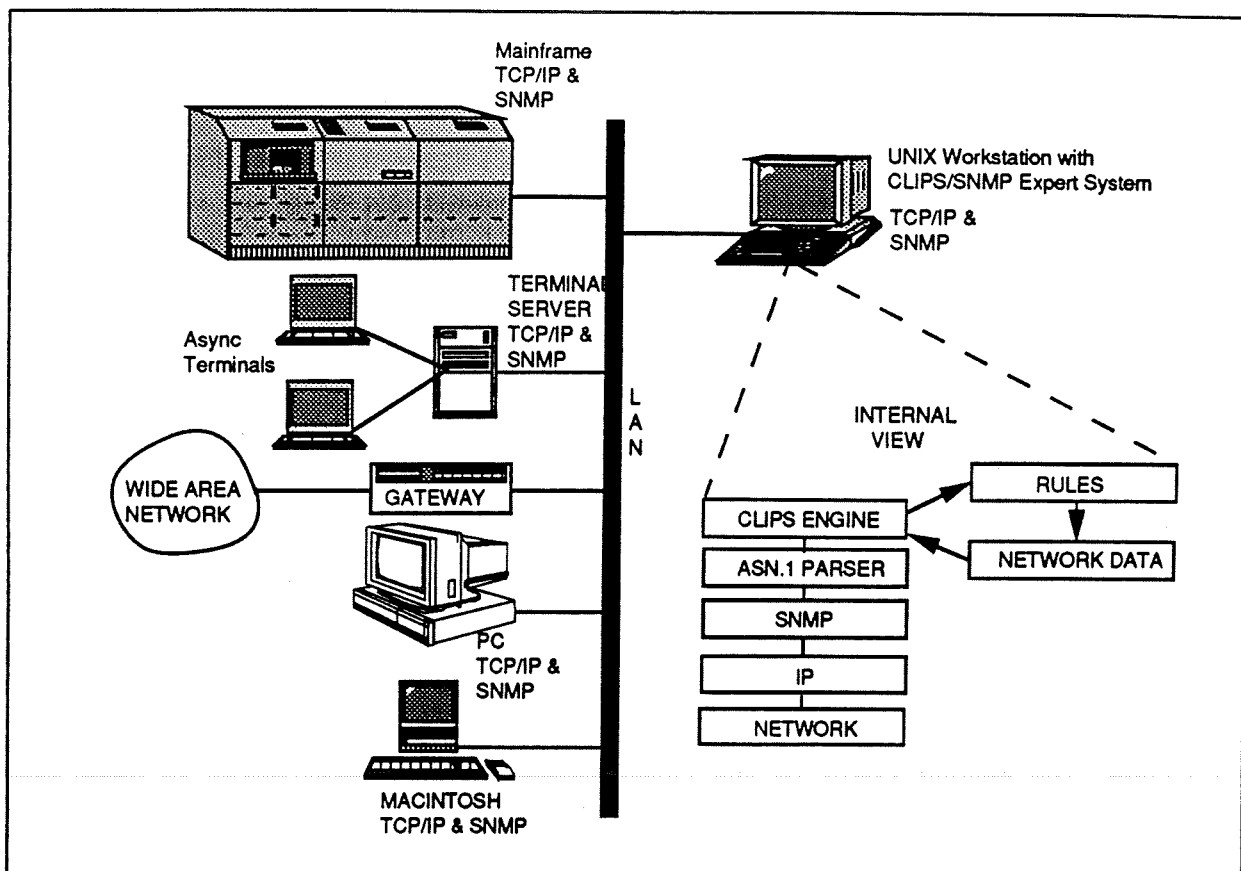 Mainframe
TCP/IP &
SNMP
UNIX Workstation with
CLIPS/SNMP Expert System
TCP/IP &
SNMP
TERMINAL
SERVER
TCP/IP &
SNMP
Async
Terminals
L
A
N
INTERNAL
VIEW
WIDE AREA
NETWORK
GATEWAY
RULES
CLIPS ENGINE
NETWORK DATA
ASN.1 PARSER
SNMP
IP
NETWORK
PC
TCP/IP &
SNMP
MACINTOSH
TCP/IP & SNMP